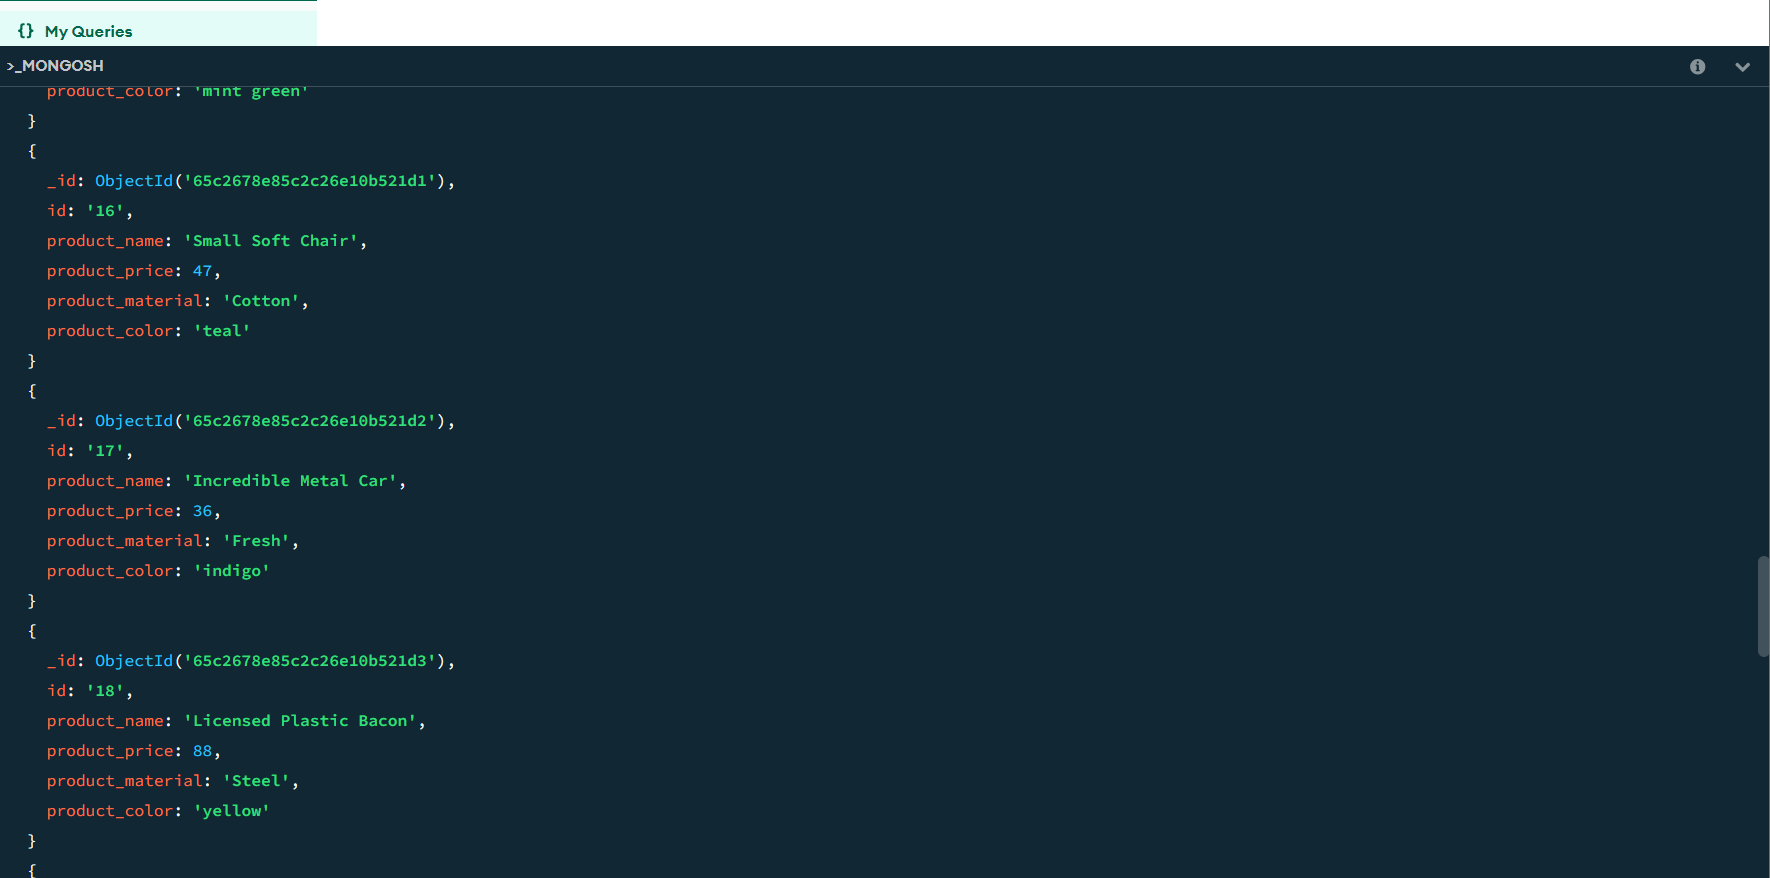 {} My Queries
>_MONGOSH
product_color: 'mint green'
}
{
_id: ObjectId('65c2678e85c2c26e10b521d1'),
id: '16',
product_name: 'Small Soft Chair',
product_price: 47,
product_material: 'Cotton',
product_color: 'teal'
}
{
_id: ObjectId('65c2678e85c2c26e10b521d2'),
id: '17',
product_name: 'Incredible Metal Car',
product_price: 36,
product_material: 'Fresh',
product_color: 'indigo'
}
{
_id: ObjectId('65c2678e85c2c26e10b521d3'),
id: '18',
product_name: 'Licensed Plastic Bacon',
product_price: 88,
product_material: 'Steel',
product_color: 'yellow'
}
{